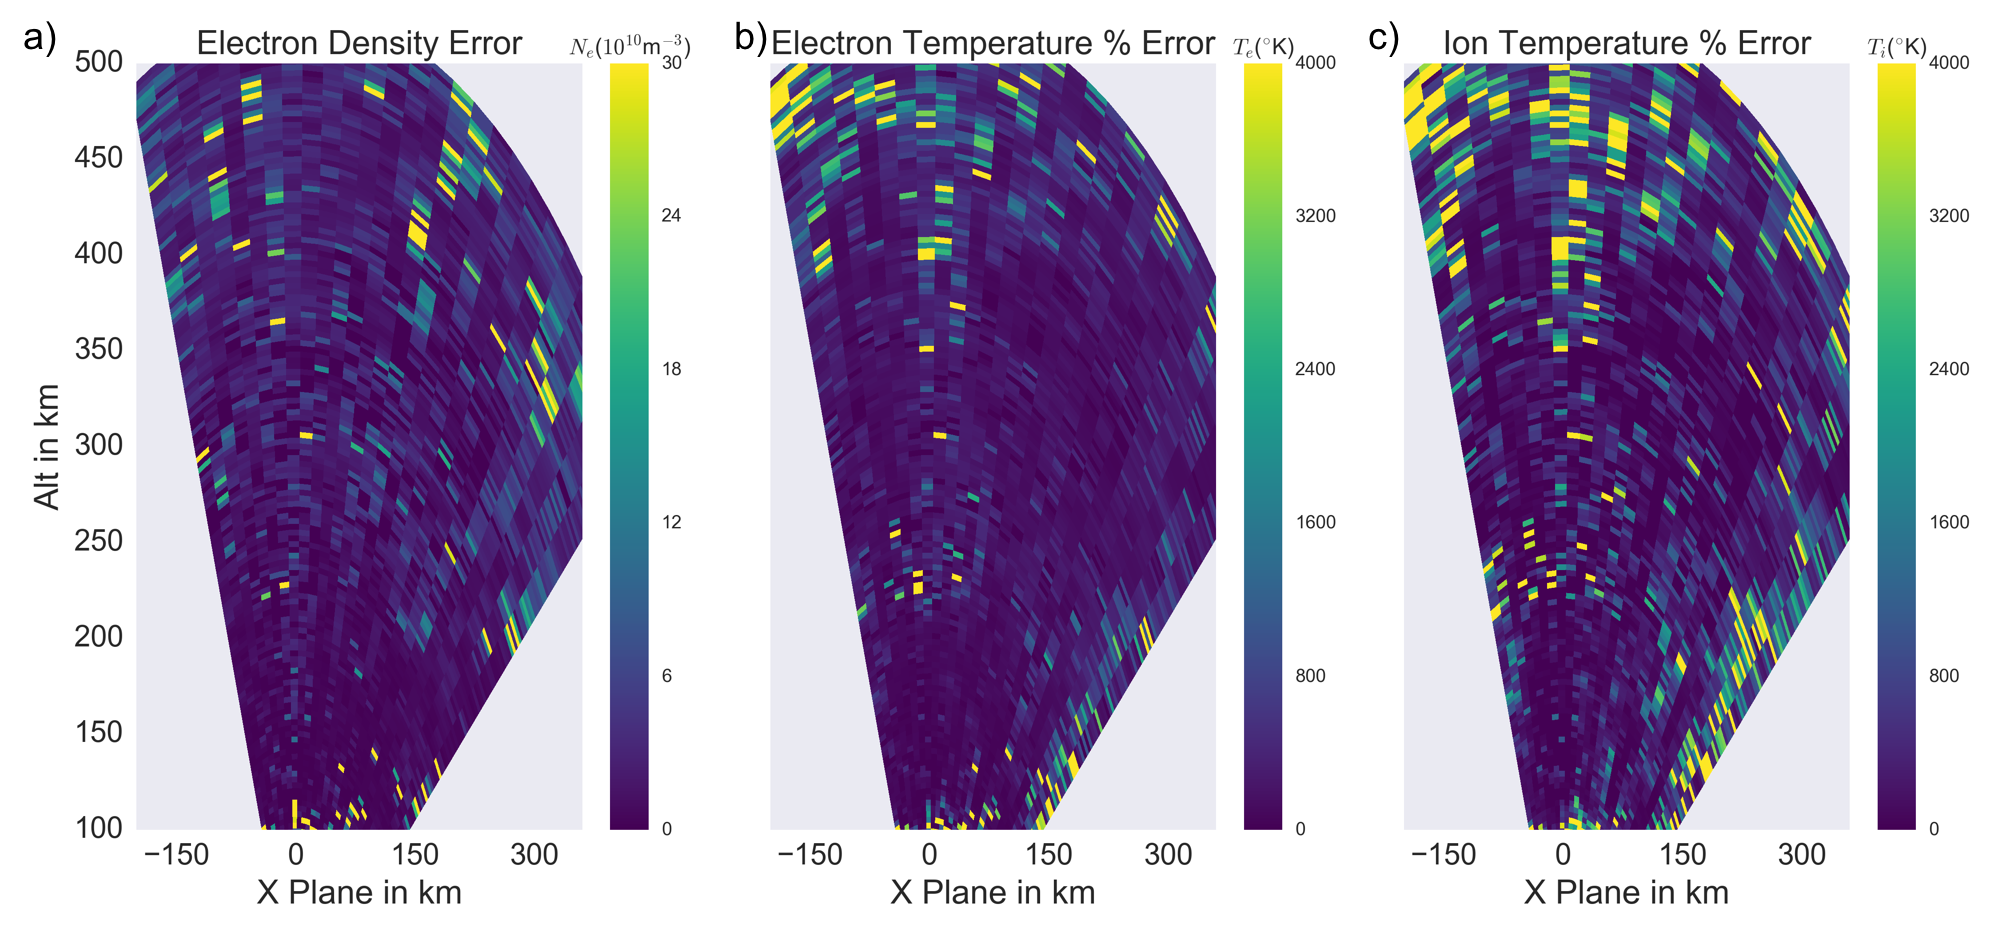 a)
Electron Density Error
N_e(10^10 m^−3)
500
450
400
350
300
250
200
150
100
Alt in km
−150 0 150 300
X Plane in km
30
24
18
12
6
0
b)
Electron Temperature % Error
T_e(°K)
−150 0 150 300
X Plane in km
4000
3200
2400
1600
800
0
c)
Ion Temperature % Error
T_i(°K)
−150 0 150 300
X Plane in km
4000
3200
2400
1600
800
0